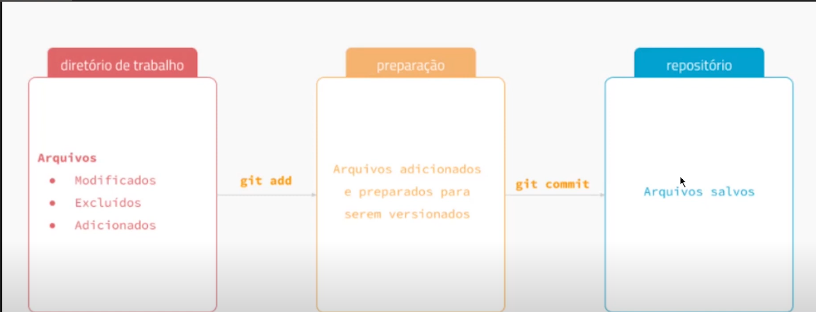 diretório de trabalho
Arquivos
• Modificados
• Excluídos
• Adicionados
git add
preparação
Arquivos adicionados
e preparados para
serem versionados
git commit
repositório
Arquivos salvos